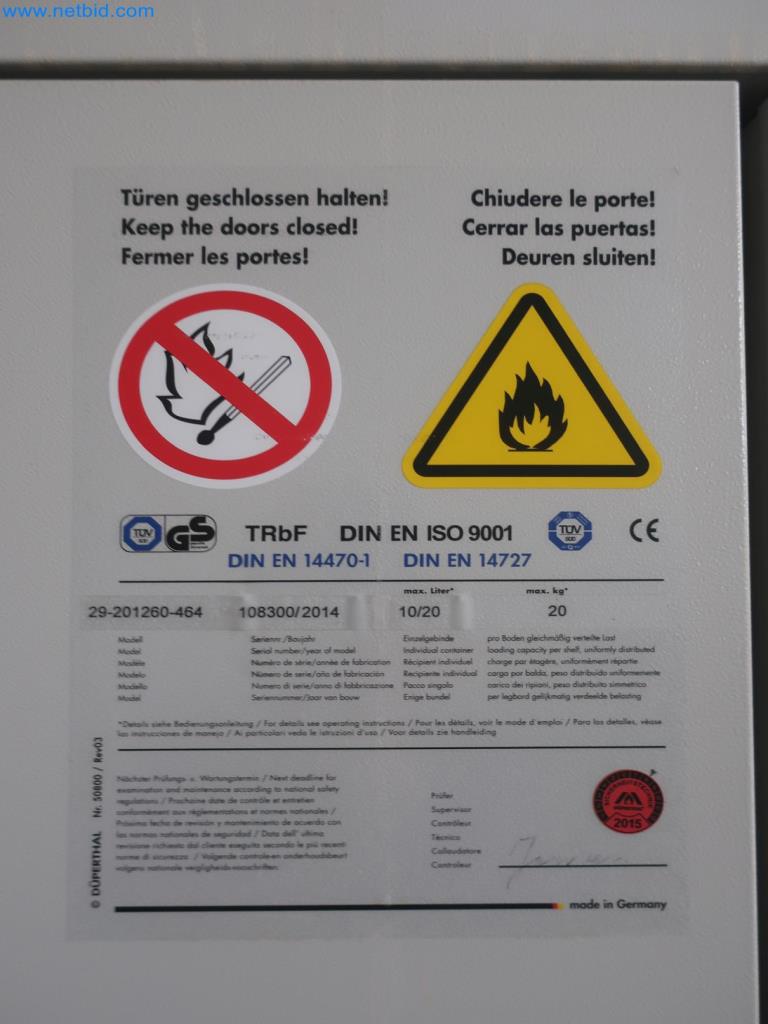 www.netbid.com
Türen geschlossen halten!
Keep the doors closed!
Fermer les portes!
Chiudere le porte!
Cerrar las puertas!
Deuren sluiten!
TÜV GS TRbF DIN EN ISO 9001 TÜV CE
DIN EN 14470-1 DIN EN 14727
max. Liter* max. kg*
29-201260-464 108300/2014 10/20 20
Modell Seriennr./Baujahr Einzelgebinde pro Boden gleichmäßig verteilte Last
Model Serial number/year of model Individual container loading capacity per shelf, uniformly distributed
Modèle Numéro de série/année de fabrication Récipient individuel charge par étagère, uniformément répartie
Modelo Numero de serie/año de fabricación Recipiente individual carga por balda, peso distribuido uniformemente
Modello Numero di serie/anno di fabbricazione Pacco singolo carico dei ripiani, peso distribuito simmetrico
Model Seriennummer/Jaar van bouw Enige bundel per legbord gelijkmatig verdeelde belasting
*Details siehe Bedienungsanleitung / For details see operating instructions / Pour les détails, voir le mode d'emploi / Para los detalles, véase
las instrucciones de manejo / Ai particolari veda le istruzioni d'uso / Voor details zie handleiding
Nächster Prüfungs- u. Wartungstermin / Next deadline for
examination and maintenance according to national safety
regulations / Prochaine date de contrôle et entretien
conformément aux réglementations et normes nationales /
Próxima fecha de revisión y mantenimiento de acuerdo con
las normas nationales de seguridad / Data dell' ultima
revisione richiesta dal cliente eseguita secondo le più recenti
norme di sicurezza. / Volgende controle-en onderhoudsbeurt
volgens nationale
Prüfer
Supervisor
Contrôleur
Técnico
Collaudatore
Controleur
SICHERHEITSTECHNIK
DÜPERTHAL
2015
© DÜPERTHAL Nr. 50800 / Rev03
made in Germany